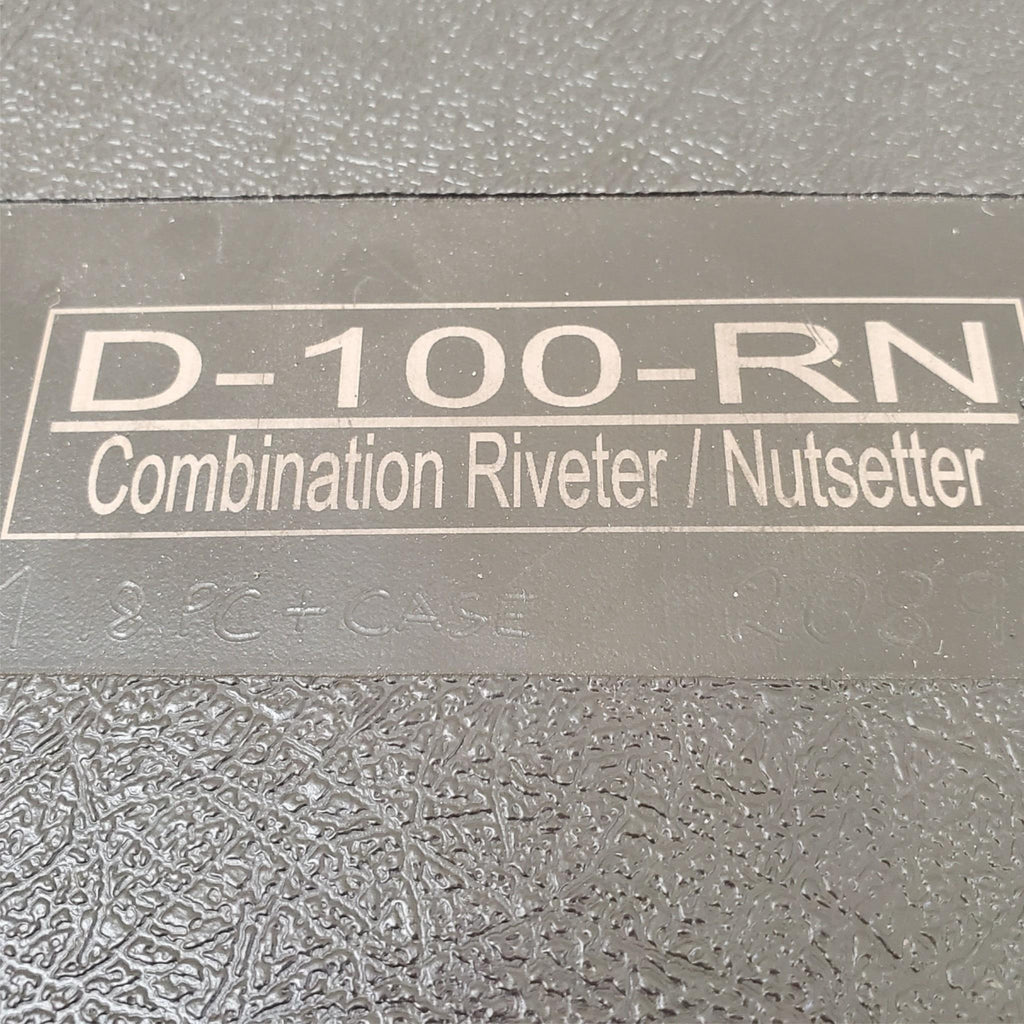 D-100-RN
Combination Riveter / Nutsetter
8 PC + CASE